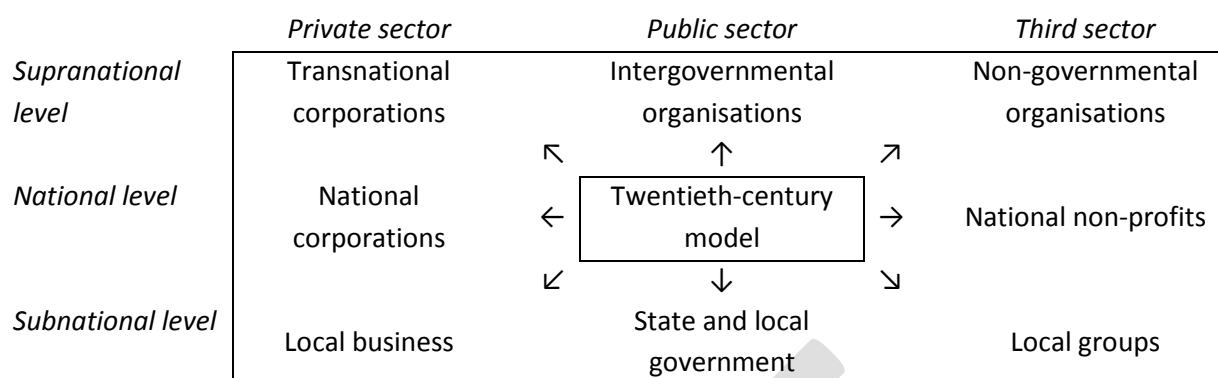 Private sector Public sector Third sector
Supranational Transnational Intergovernmental Non-governmental
level corporations organisations organisations
↖ ↑ ↗
National level National Twentieth-century
corporations ← model → National non-profits
↙ ↓ ↘
Subnational level Local business State and local Local groups
government